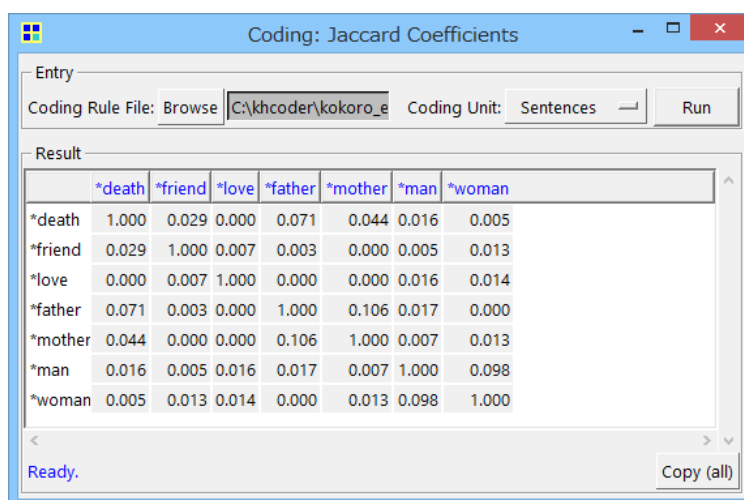 Coding: Jaccard Coefficients
Entry
Coding Rule File: Browse C:\khcoder\kokoro_e Coding Unit: Sentences Run
Result
*death *friend *love *father *mother *man *woman
*death 1.000 0.029 0.000 0.071 0.044 0.016 0.005
*friend 0.029 1.000 0.007 0.003 0.000 0.005 0.013
*love 0.000 0.007 1.000 0.000 0.000 0.016 0.014
*father 0.071 0.003 0.000 1.000 0.106 0.017 0.000
*mother 0.044 0.000 0.000 0.106 1.000 0.007 0.013
*man 0.016 0.005 0.016 0.017 0.007 1.000 0.098
*woman 0.005 0.013 0.014 0.000 0.013 0.098 1.000
Ready. Copy (all)